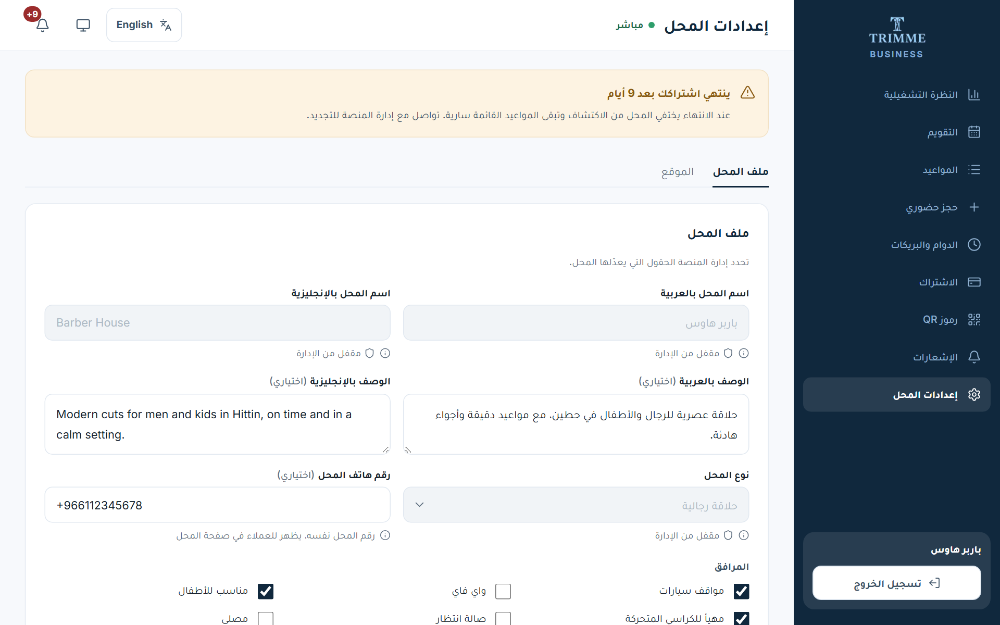 TRIMME
BUSINESS
النظرة التشغيلية
التقويم
المواعيد
حجز حضوري
الدوام والبريكات
الاشتراك
رموز QR
الإشعارات
إعدادات المحل
باربر هاوس
تسجيل الخروج
إعدادات المحل
مباشر
English
+9
ينتهي اشتراكك بعد 9 أيام
عند الانتهاء يختفي المحل من الاكتشاف وتبقى المواعيد القائمة سارية. تواصل مع إدارة المنصة للتجديد.
ملف المحل
الموقع
ملف المحل
تحدد إدارة المنصة الحقول التي يعدّلها المحل.
اسم المحل بالعربية
باربر هاوس
مقفل من الإدارة
اسم المحل بالإنجليزية
Barber House
مقفل من الإدارة
الوصف بالعربية (اختياري)
حلاقة عصرية للرجال والأطفال في حطين، مع مواعيد دقيقة وأجواء
هادئة.
الوصف بالإنجليزية (اختياري)
Modern cuts for men and kids in Hittin, on time and in a
calm setting.
نوع المحل
حلاقة رجالية
مقفل من الإدارة
رقم هاتف المحل (اختياري)
+966112345678
رقم المحل نفسه، يظهر للعملاء في صفحة المحل
المرافق
مواقف سيارات
واي فاي
مناسب للأطفال
مهيأ للكراسي المتحركة
صالة انتظار
مصلى